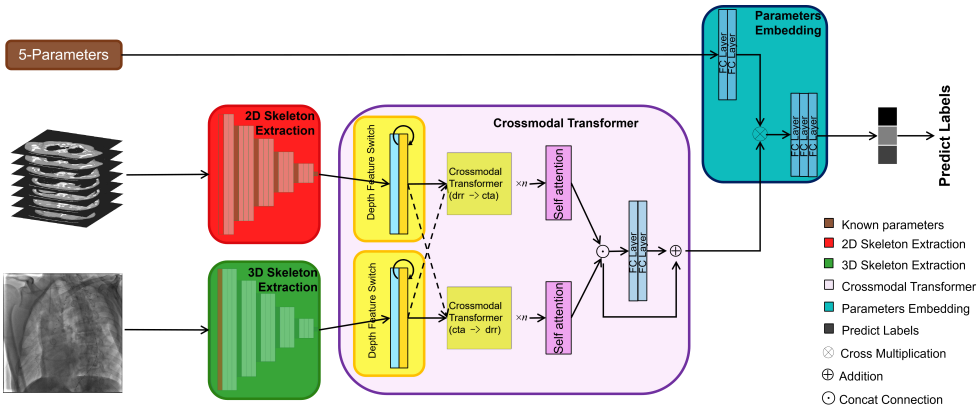 5-Parameters
Parameters
Embedding
FC Layer
FC Layer
FC Layer
FC Layer
FC Layer
Predict Labels
2D Skeleton
Extraction
Crossmodal Transformer
Depth Feature Switch
Crossmodal
Transformer
(drr -> cta)
×n
Self attention
FC Layer
FC Layer
3D Skeleton
Extraction
Depth Feature Switch
Crossmodal
Transformer
(cta -> drr)
×n
Self attention
Known parameters
2D Skeleton Extraction
3D Skeleton Extraction
Crossmodal Transformer
Parameters Embedding
Predict Labels
Cross Multiplication
Addition
Concat Connection